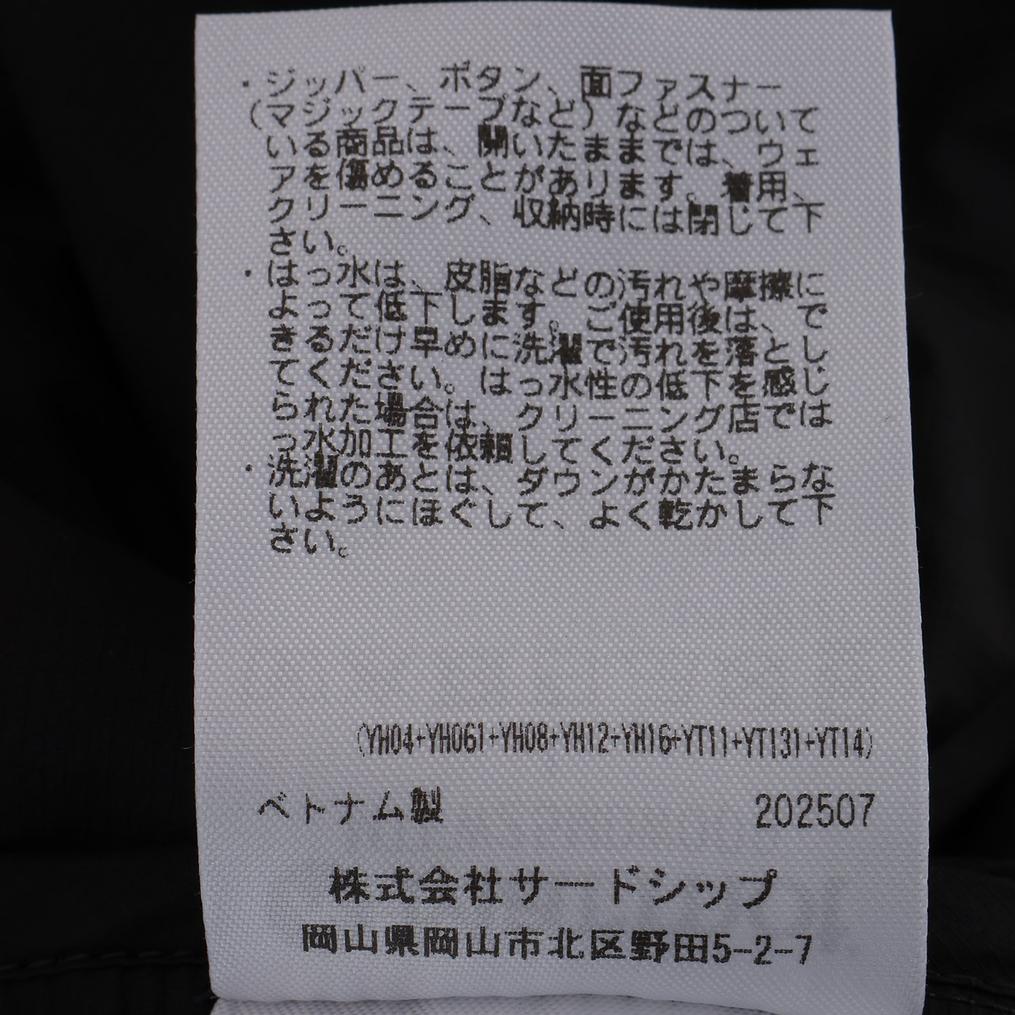 ・ジッパー、ボタン、面ファスナー
(マジックテープなど)などのついて
いる商品は、開いたままでは、ウェ
アを傷めることがあります。着用、
クリーニング、収納時には閉じて下
さい。
・はっ水は、皮脂などの汚れや摩擦に
よって低下します。ご使用後は、で
きるだけ早めに洗濯で汚れを落とし
てください。はっ水性の低下を感じ
られた場合は、クリーニング店では
っ水加工を依頼してください。
・洗濯のあとは、ダウンがかたまらな
いようにほぐして、よく乾かして下
さい。
(YH04+YH061+YH08+YH12+YH16+YT11+YT131+YT14)
ベトナム製 202507
株式会社サードシップ
岡山県岡山市北区野田5-2-7